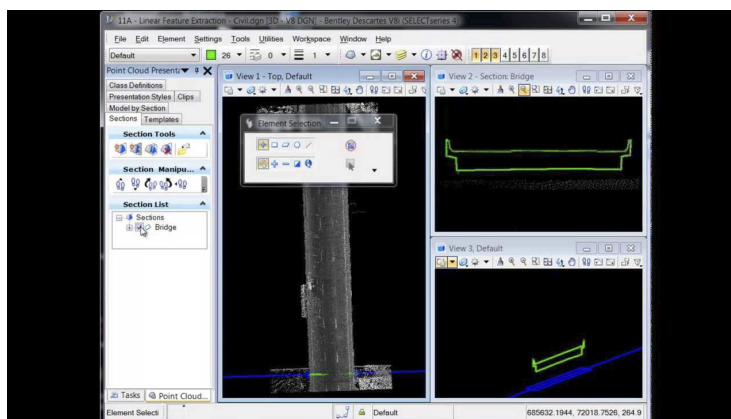 11A - Linear Feature Extraction - Civil.dgn [3D - V8 DGN] - Bentley Descartes V8i (SELECTseries 4)
File Edit Element Settings Tools Utilities Workspace Window Help
Default 26 0 1 1 2 3 4 5 6 7 8
Point Cloud Present
Class Definitions
Presentation Styles Clips
Model by Section
Sections Templates
Section Tools
Section Manipu...
Section List
Sections
Bridge
View 1 - Top, Default
Element Selection
View 2 - Section: Bridge
View 3, Default
Tasks Point Cloud...
Element Selecti Default 685632.1944, 72018.7526, 264.9